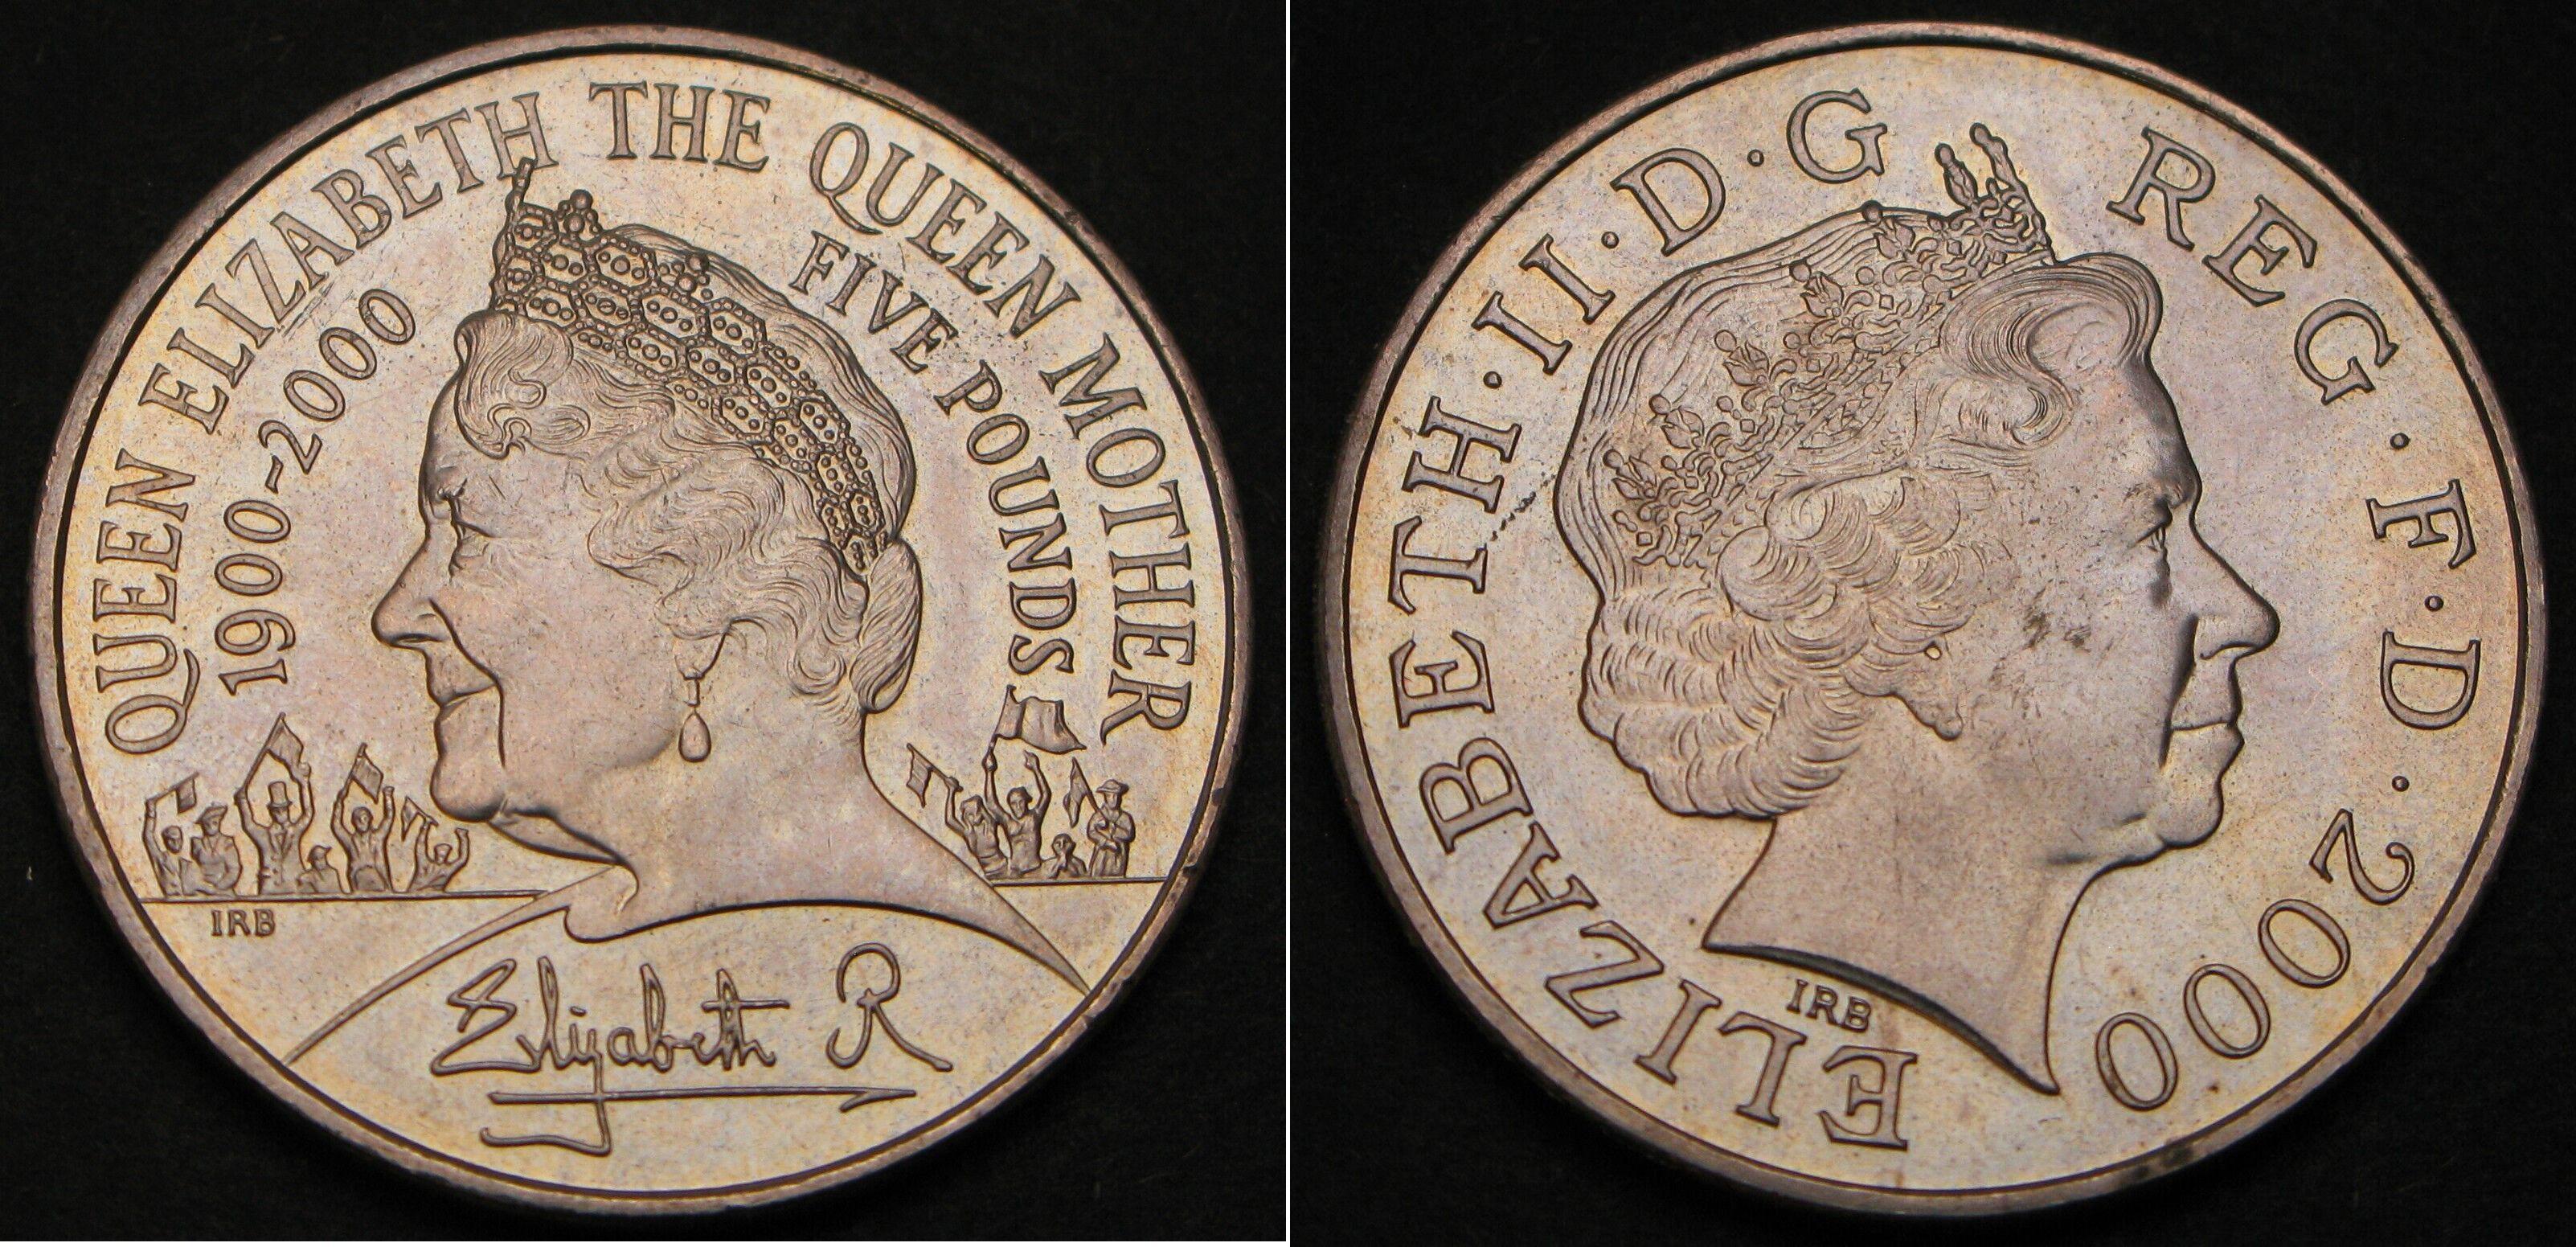 QUEEN ELIZABETH THE QUEEN MOTHER
1900~2000
FIVE POUNDS
IRB
Elizabeth R
ELIZABETH·II·D·G REG·F·D·2000
IRB